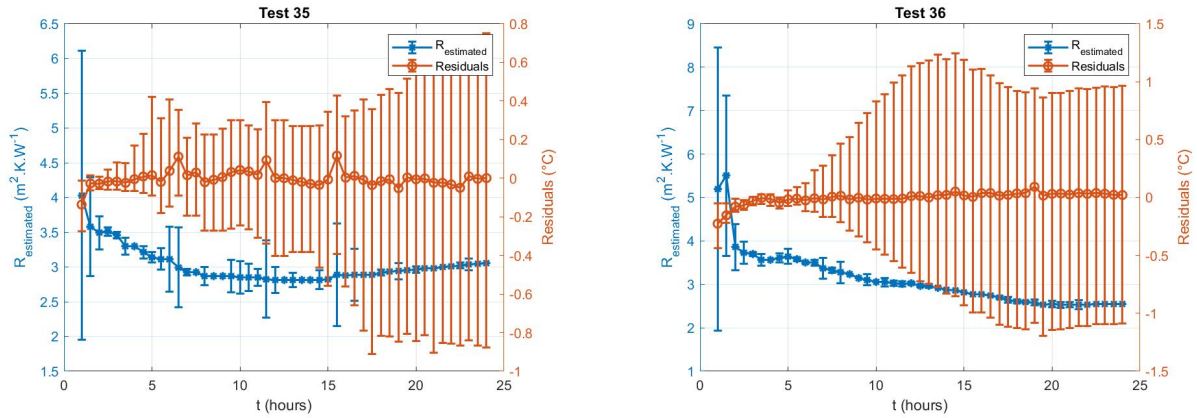 Test 35
6.5
6
5.5
5
4.5
4
3.5
3
2.5
2
1.5
R_estimated (m².K.W⁻¹)
0.8
0.6
0.4
0.2
0
-0.2
-0.4
-0.6
-0.8
-1
Residuals (°C)
R_estimated
Residuals
0 5 10 15 20 25
t (hours)
Test 36
9
8
7
6
5
4
3
2
1
R_estimated (m².K.W⁻¹)
1.5
1
0.5
0
-0.5
-1
-1.5
Residuals (°C)
R_estimated
Residuals
0 5 10 15 20 25
t (hours)